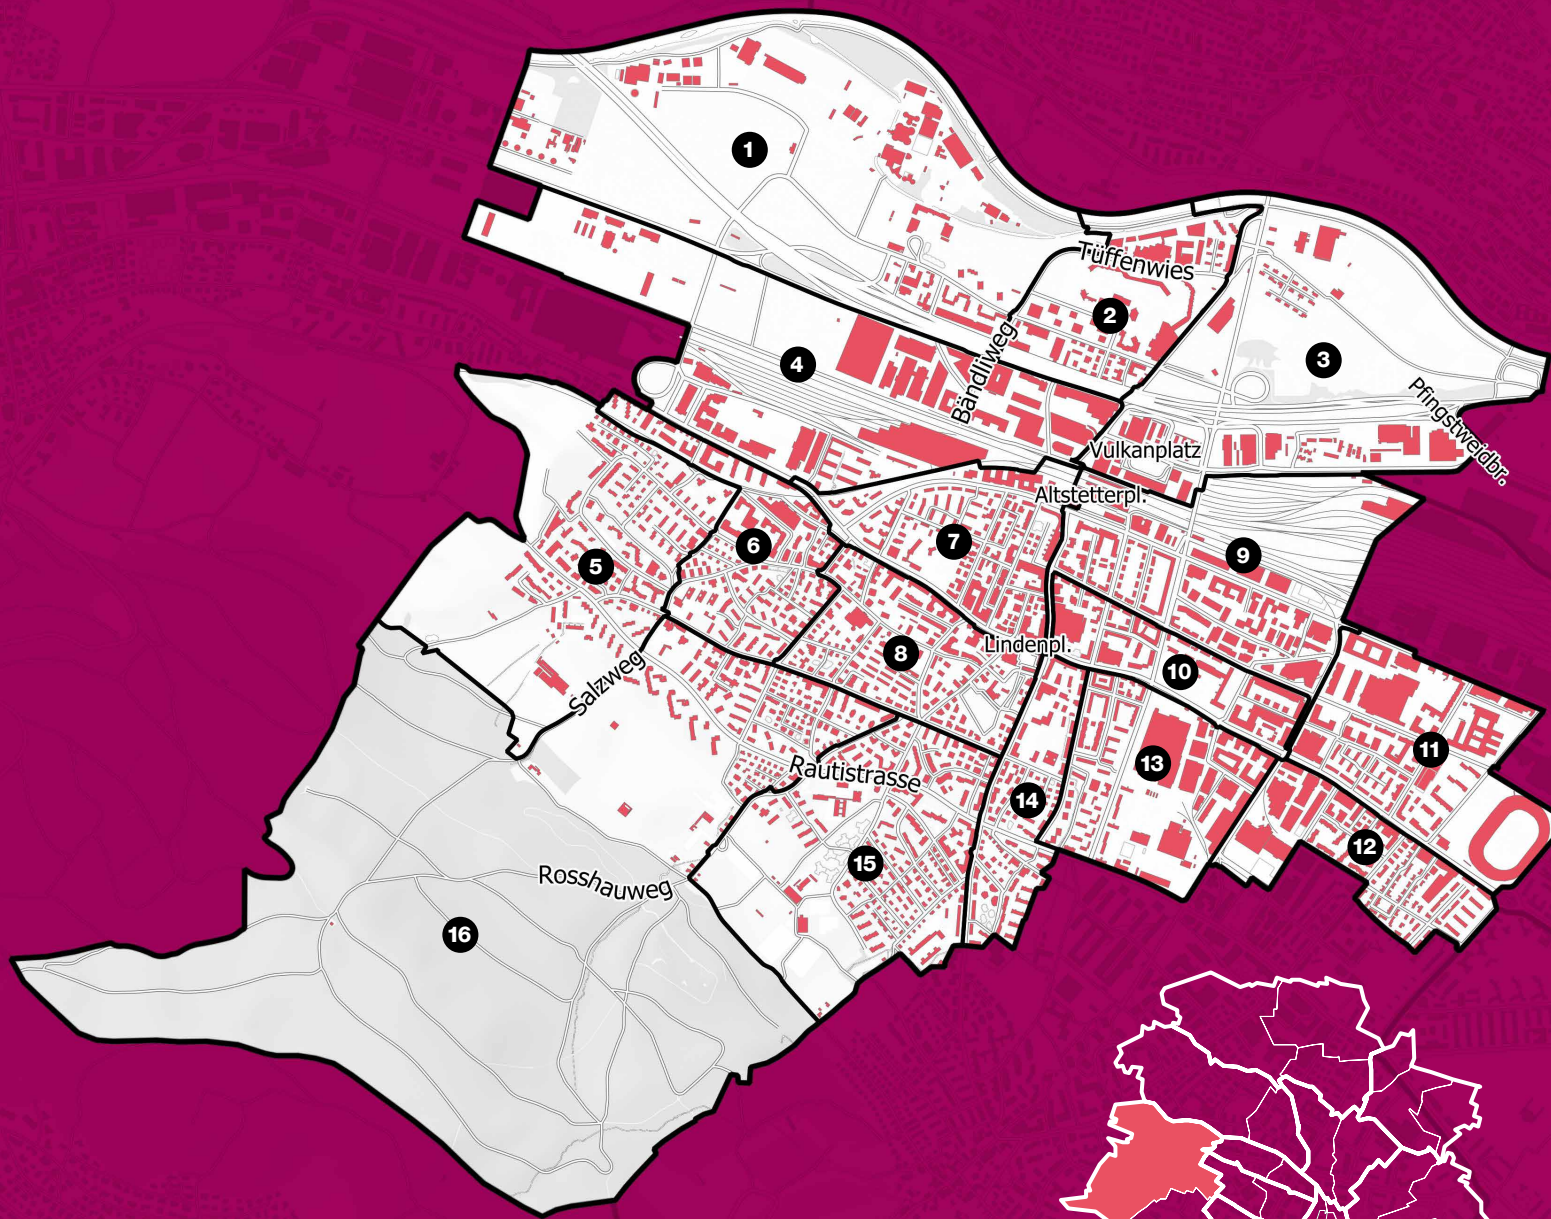 1
Tüffenwies
2
3
4
Bändliweg
Pfingstweidbr.
Vulkanplatz
Altstetterpl.
5
6
7
9
Lindenpl.
8
10
Salzweg
11
Rautistrasse
13
14
12
15
Rosshauweg
16